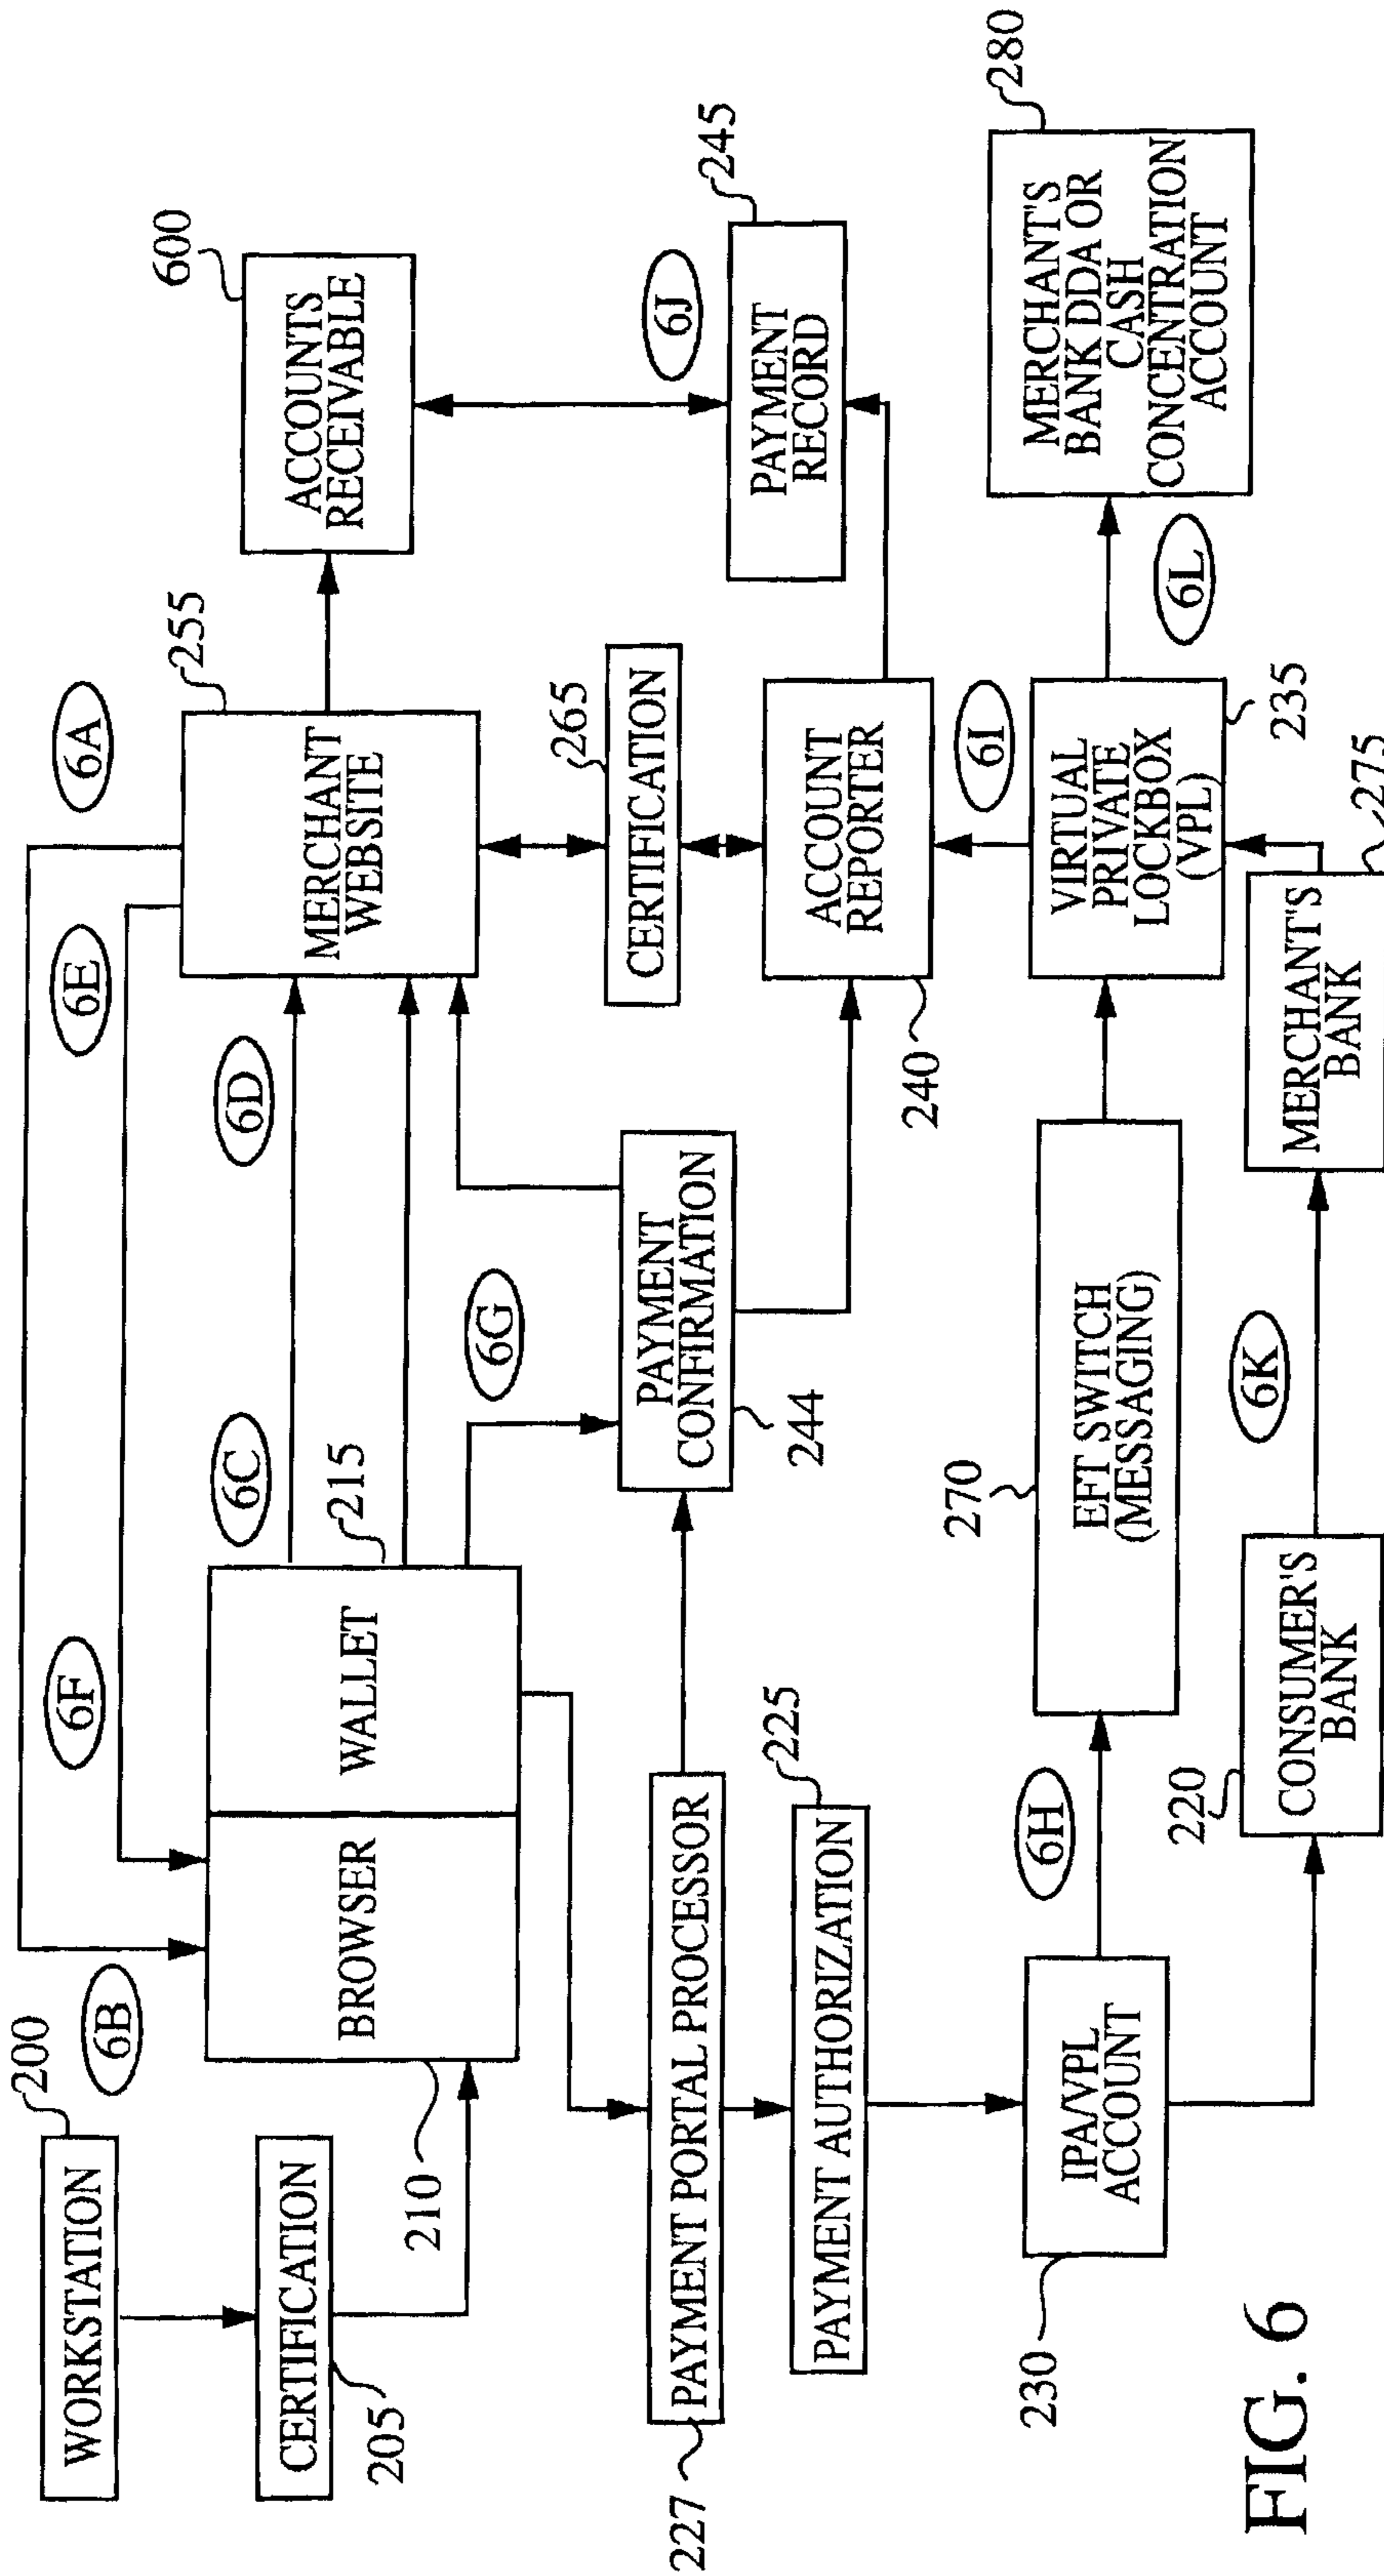 200
WORKSTATION
CERTIFICATION
205
6B
6F
6E
6A
210
BROWSER
WALLET
215
6C
6D
6G
MERCHANT
WEBSITE
255
ACCOUNTS
RECEIVABLE
600
227
PAYMENT PORTAL PROCESSOR
PAYMENT
CONFIRMATION
244
CERTIFICATION
265
6J
PAYMENT
RECORD
245
PAYMENT AUTHORIZATION
225
ACCOUNT
REPORTER
240
6I
230
IPA/VPL
ACCOUNT
6H
270
EFT SWITCH
(MESSAGING)
VIRTUAL
PRIVATE
LOCKBOX
(VPL)
235
6L
MERCHANT'S
BANK DDA OR
CASH
CONCENTRATION
ACCOUNT
280
220
CONSUMER'S
BANK
6K
MERCHANT'S
BANK
275
FIG. 6